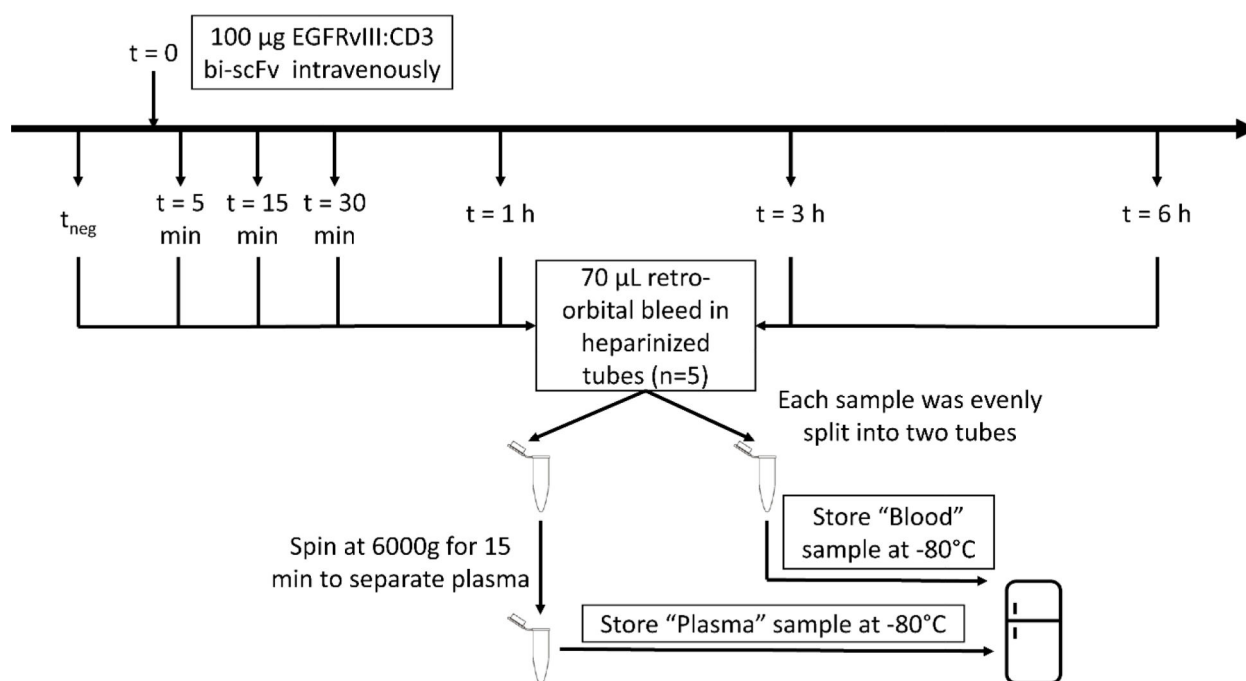 t = 0
100 µg EGFRvIII:CD3
bi-scFv intravenously
tneg
t = 5
min
t = 15
min
t = 30
min
t = 1 h
t = 3 h
t = 6 h
70 µL retro-
orbital bleed in
heparinized
tubes (n=5)
Each sample was evenly
split into two tubes
Store “Blood”
sample at -80°C
Spin at 6000g for 15
min to separate plasma
Store “Plasma” sample at -80°C